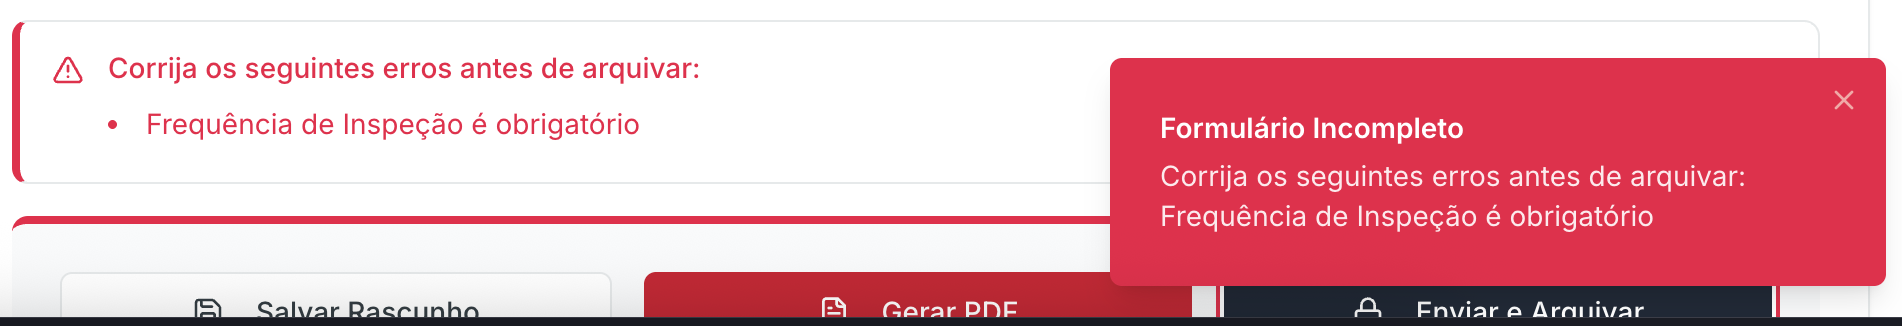 Corrija os seguintes erros antes de arquivar:
Frequência de Inspeção é obrigatório
Formulário Incompleto
Corrija os seguintes erros antes de arquivar:
Frequência de Inspeção é obrigatório
Salvar Rascunho
Gerar PDF
Enviar e Arquivar